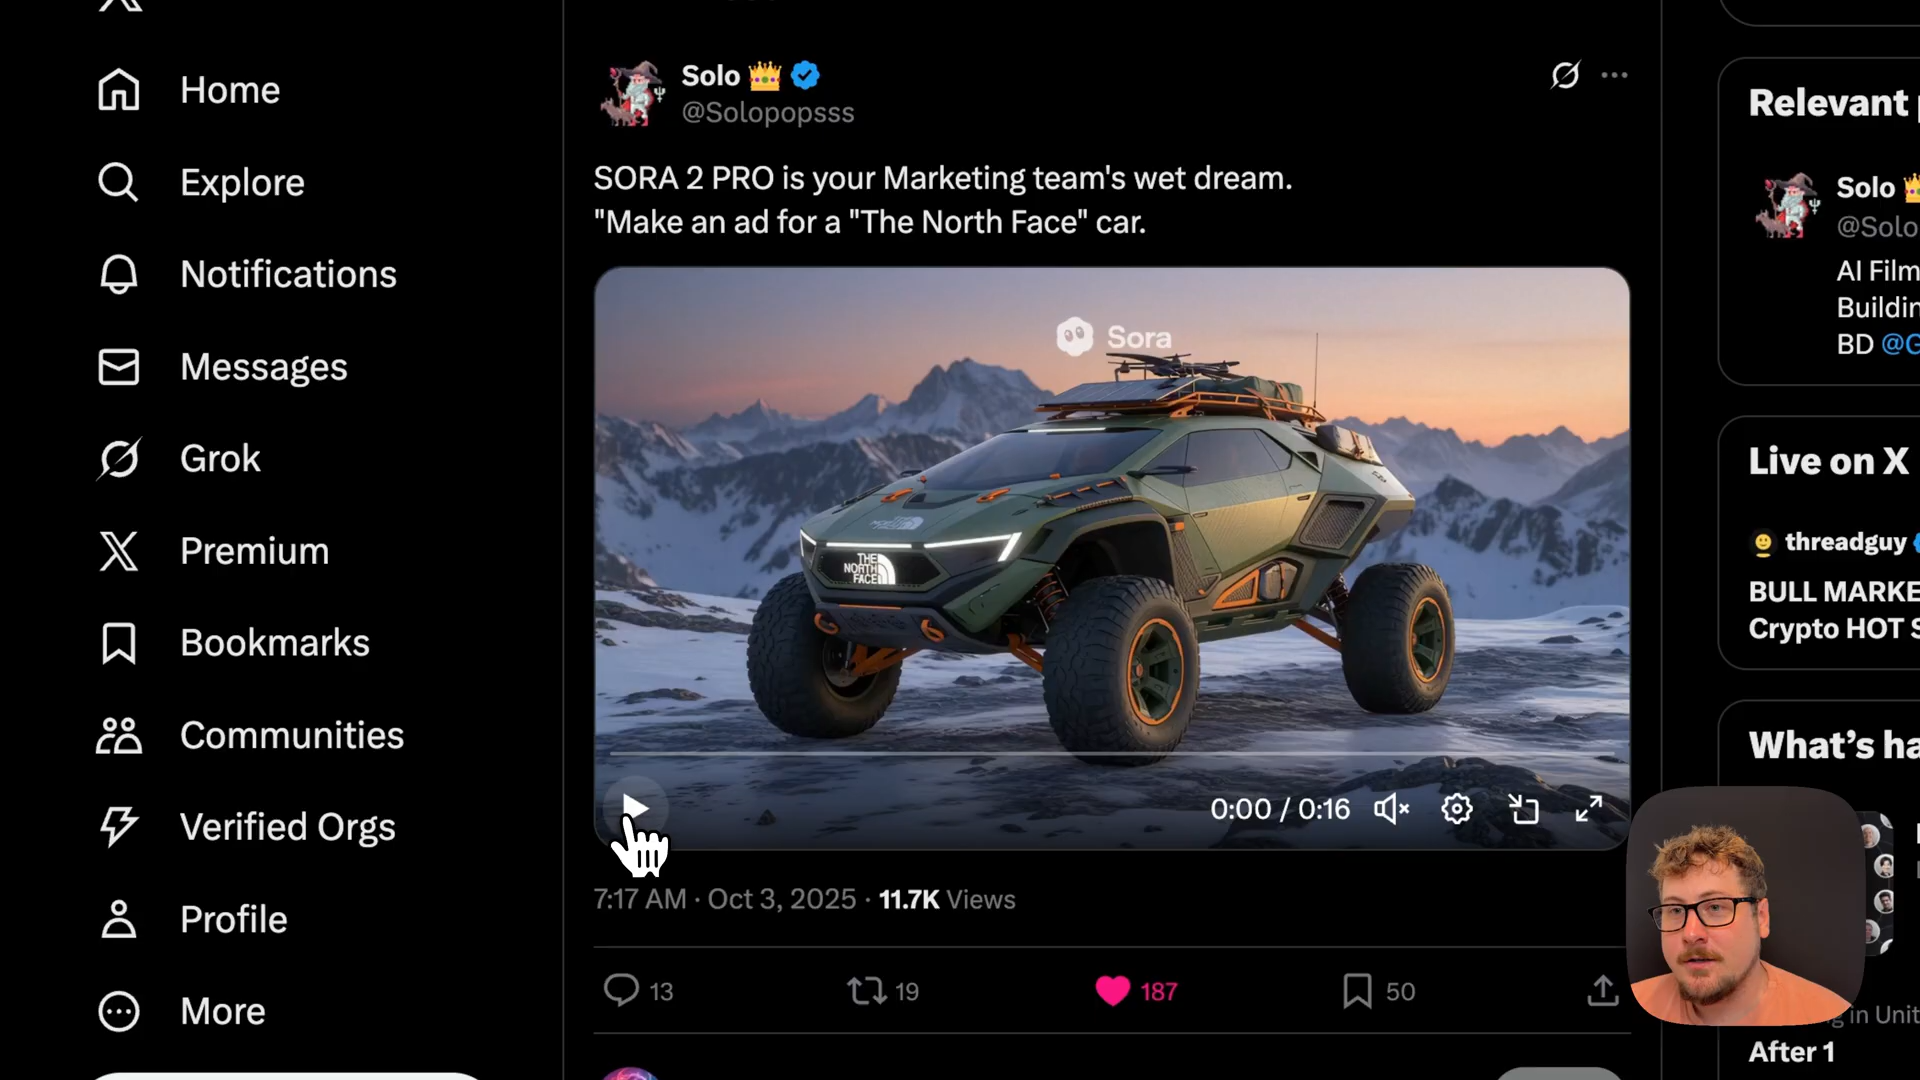 Home
Explore
Notifications
Messages
Grok
Premium
Bookmarks
Communities
Verified Orgs
Profile
More
Solo
@Solopopsss
SORA 2 PRO is your Marketing team's wet dream.
"Make an ad for a "The North Face" car.
Sora
THE
NORTH
FACE
0:00 / 0:16
7:17 AM · Oct 3, 2025 · 11.7K Views
13
19
187
50
Relevant
Solo
@Solo
AI Film
Buildin
BD @G
Live on X
threadguy
BULL MARKE
Crypto HOT S
What's ha
g in Unit
After 1